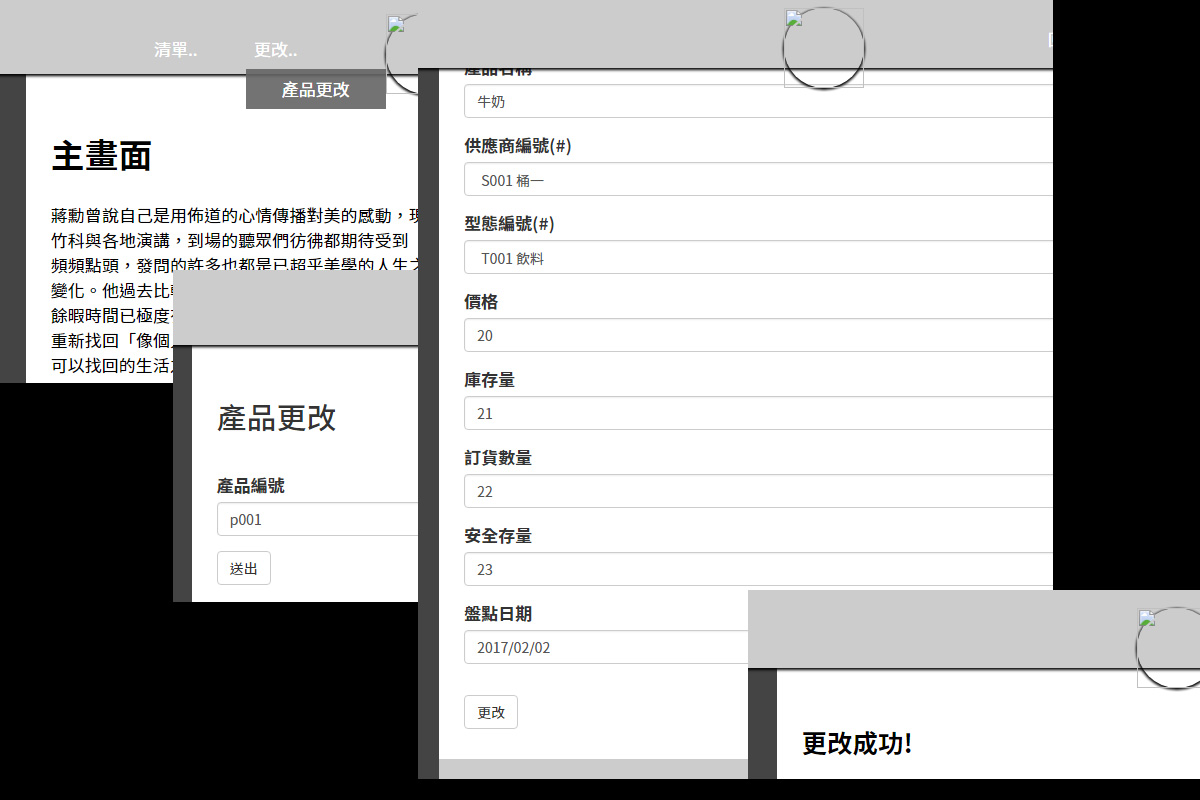 清單..
更改..
產品更改
主畫面
蔣勳曾說自己是用佈道的心情傳播對美的感動，現
竹科與各地演講，到場的聽眾們彷彿都期待受到
頻頻點頭，發問的許多也都是已超乎美學的人生之
變化。他過去比較
餘暇時間已極度
重新找回「像個
可以找回的生活
產品更改
產品編號
p001
送出
產品名稱
牛奶
供應商編號(#)
S001 桶一
型態編號(#)
T001 飲料
價格
20
庫存量
21
訂貨數量
22
安全存量
23
盤點日期
2017/02/02
更改
更改成功!